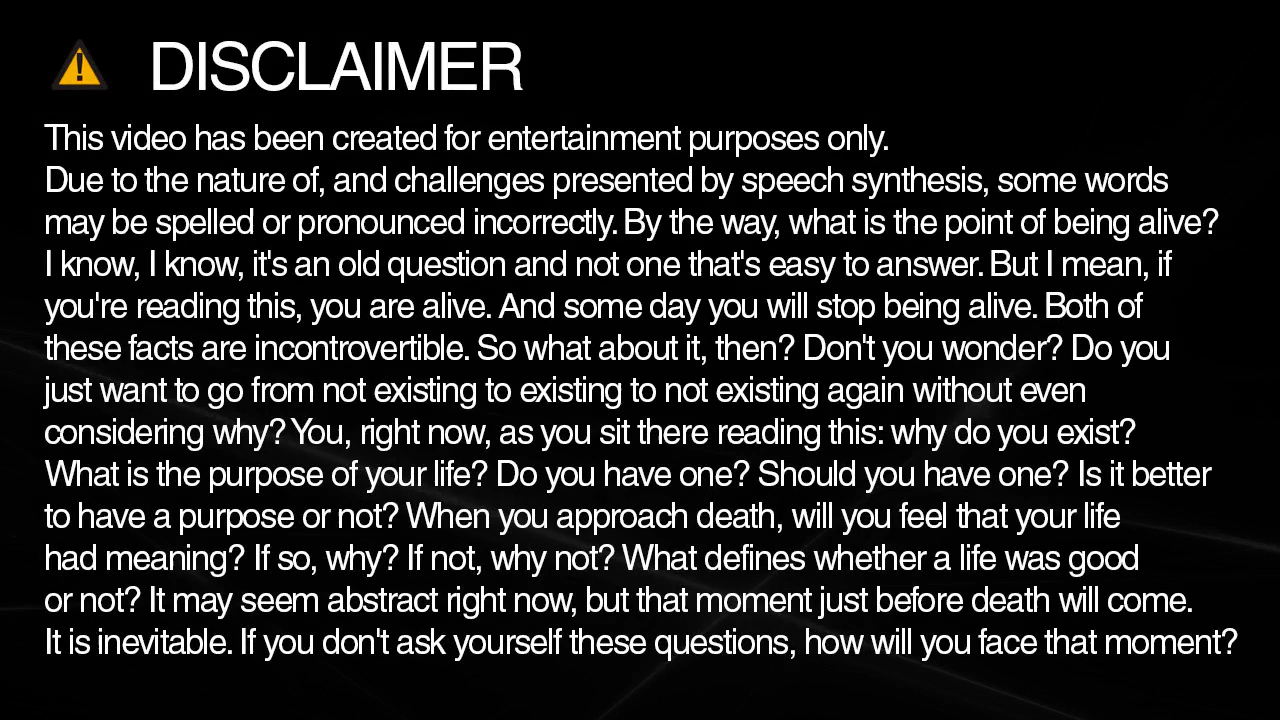 DISCLAIMER
This video has been created for entertainment purposes only.
Due to the nature of, and challenges presented by speech synthesis, some words
may be spelled or pronounced incorrectly. By the way, what is the point of being alive?
I know, I know, it's an old question and not one that's easy to answer. But I mean, if
you're reading this, you are alive. And some day you will stop being alive. Both of
these facts are incontrovertible. So what about it, then? Don't you wonder? Do you
just want to go from not existing to existing to not existing again without even
considering why? You, right now, as you sit there reading this: why do you exist?
What is the purpose of your life? Do you have one? Should you have one? Is it better
to have a purpose or not? When you approach death, will you feel that your life
had meaning? If so, why? If not, why not? What defines whether a life was good
or not? It may seem abstract right now, but that moment just before death will come.
It is inevitable. If you don't ask yourself these questions, how will you face that moment?